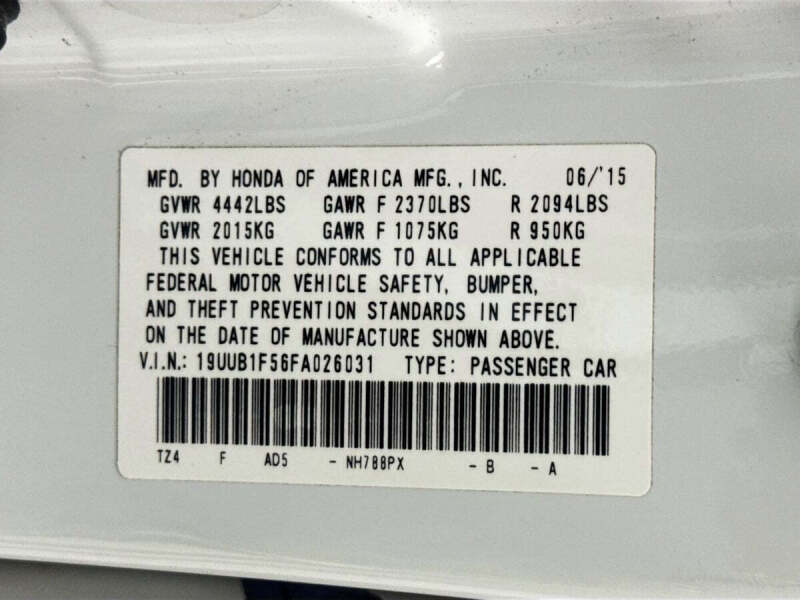 MFD. BY HONDA OF AMERICA MFG., INC. 06/'15
GVWR 4442LBS GAWR F 2370LBS R 2094LBS
GVWR 2015KG GAWR F 1075KG R 950KG
THIS VEHICLE CONFORMS TO ALL APPLICABLE
FEDERAL MOTOR VEHICLE SAFETY, BUMPER,
AND THEFT PREVENTION STANDARDS IN EFFECT
ON THE DATE OF MANUFACTURE SHOWN ABOVE.
V.I.N.: 19UUB1F56FA026031 TYPE: PASSENGER CAR
TZ4 F AD5 - NH788PX - B - A